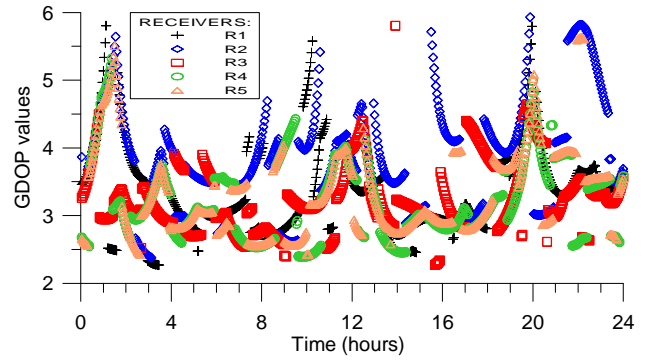 RECEIVERS:
R1
R2
R3
R4
R5
GDOP values
6
5
4
3
2
0 4 8 12 16 20 24
Time (hours)